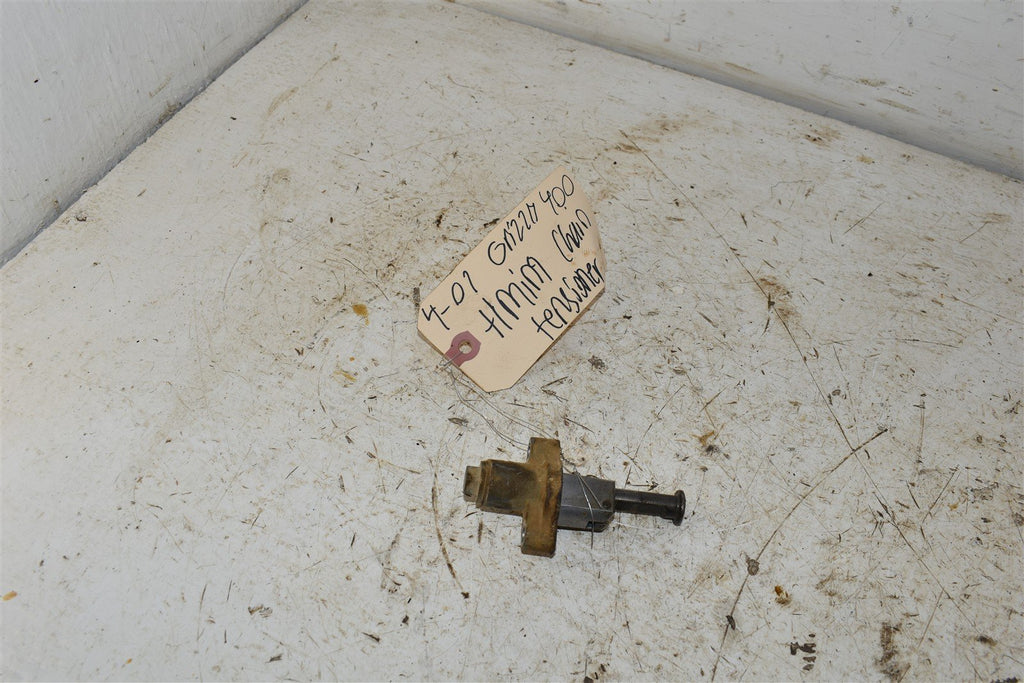 4-07 GRIZZLY 400
timing Chain
tensioner